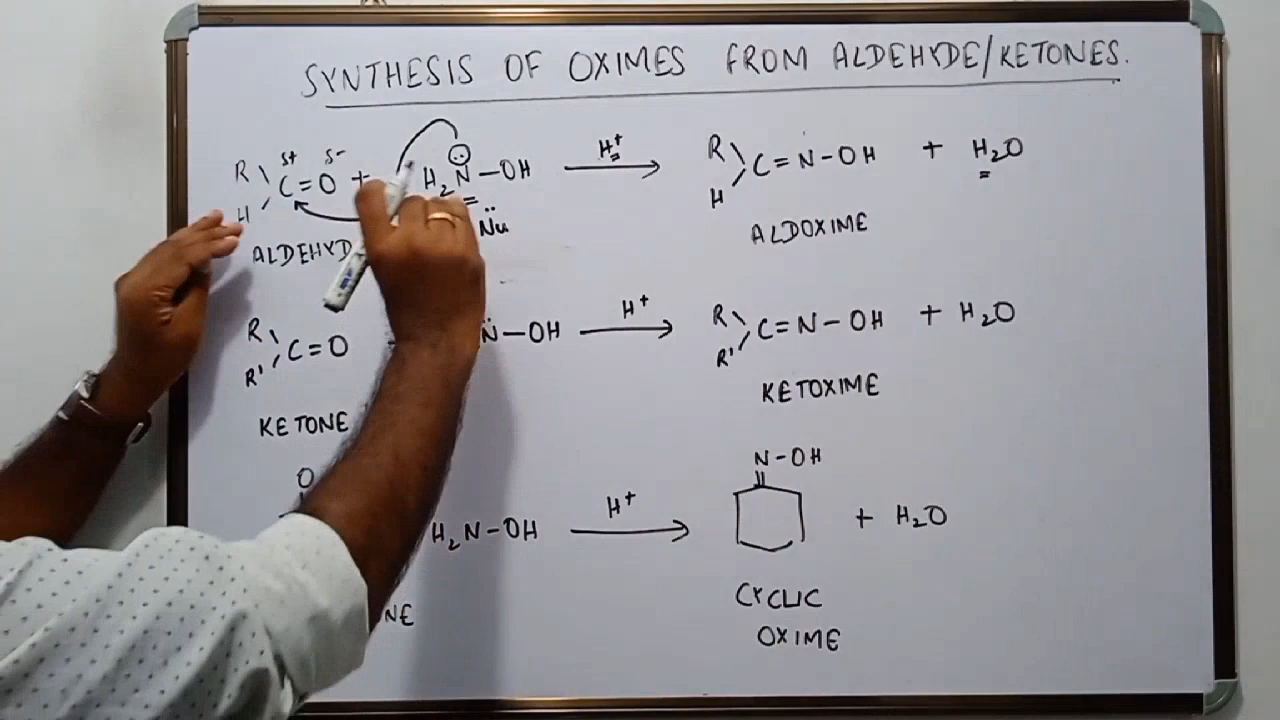 SYNTHESIS OF OXIMES FROM ALDEHYDE/KETONES.
R δ+ δ- H⁺
C=O + H₂N̈-OH → R C=N-OH + H₂O
H H
N̈u
ALDEHYD ALDOXIME
R C=O N̈-OH H⁺ → R C=N-OH + H₂O
R' R'
KETONE KETOXIME
O N-OH
H₂N-OH H⁺ → + H₂O
NE CYCLIC
OXIME